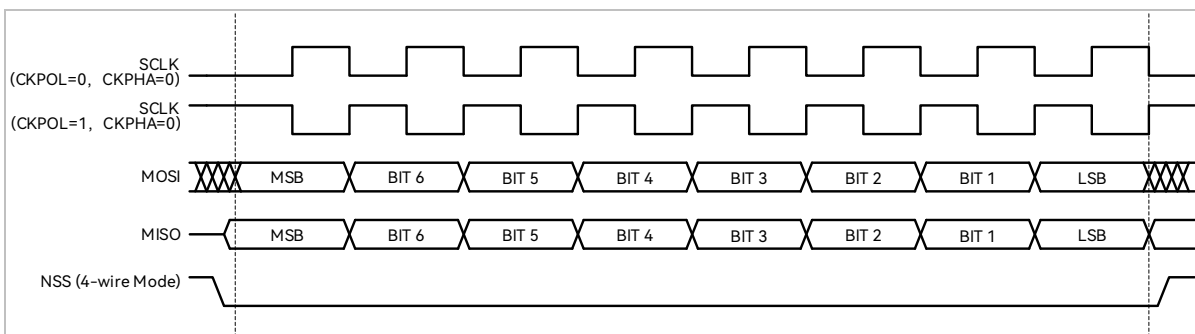 SCLK
(CKPOL=0, CKPHA=0)
SCLK
(CKPOL=1, CKPHA=0)
MOSI MSB BIT 6 BIT 5 BIT 4 BIT 3 BIT 2 BIT 1 LSB
MISO MSB BIT 6 BIT 5 BIT 4 BIT 3 BIT 2 BIT 1 LSB
NSS (4-wire Mode)